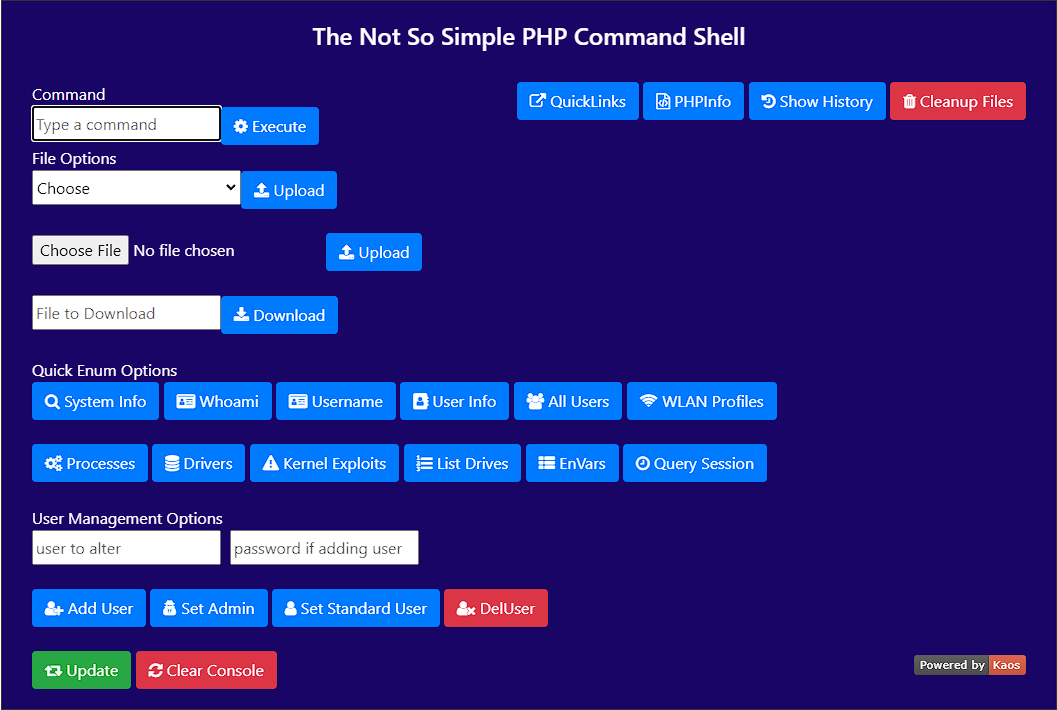 The Not So Simple PHP Command Shell
Command
QuickLinks PHPInfo Show History Cleanup Files
Type a command Execute
File Options
Choose Upload
Choose File No file chosen Upload
File to Download Download
Quick Enum Options
System Info Whoami Username User Info All Users WLAN Profiles
Processes Drivers Kernel Exploits List Drives EnVars Query Session
User Management Options
user to alter password if adding user
Add User Set Admin Set Standard User DelUser
Update Clear Console Powered by Kaos